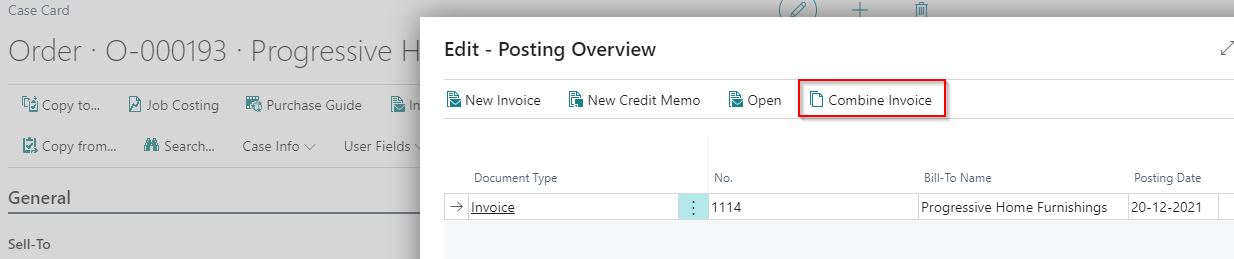 Case Card
Order · O-000193 · Progressive H
Copy to...
Job Costing
Purchase Guide
In
Copy from...
Search...
Case Info
User Fields
General
Sell-To
Edit - Posting Overview
New Invoice
New Credit Memo
Open
Combine Invoice
Document Type
No.
Bill-To Name
Posting Date
Invoice
1114
Progressive Home Furnishings
20-12-2021